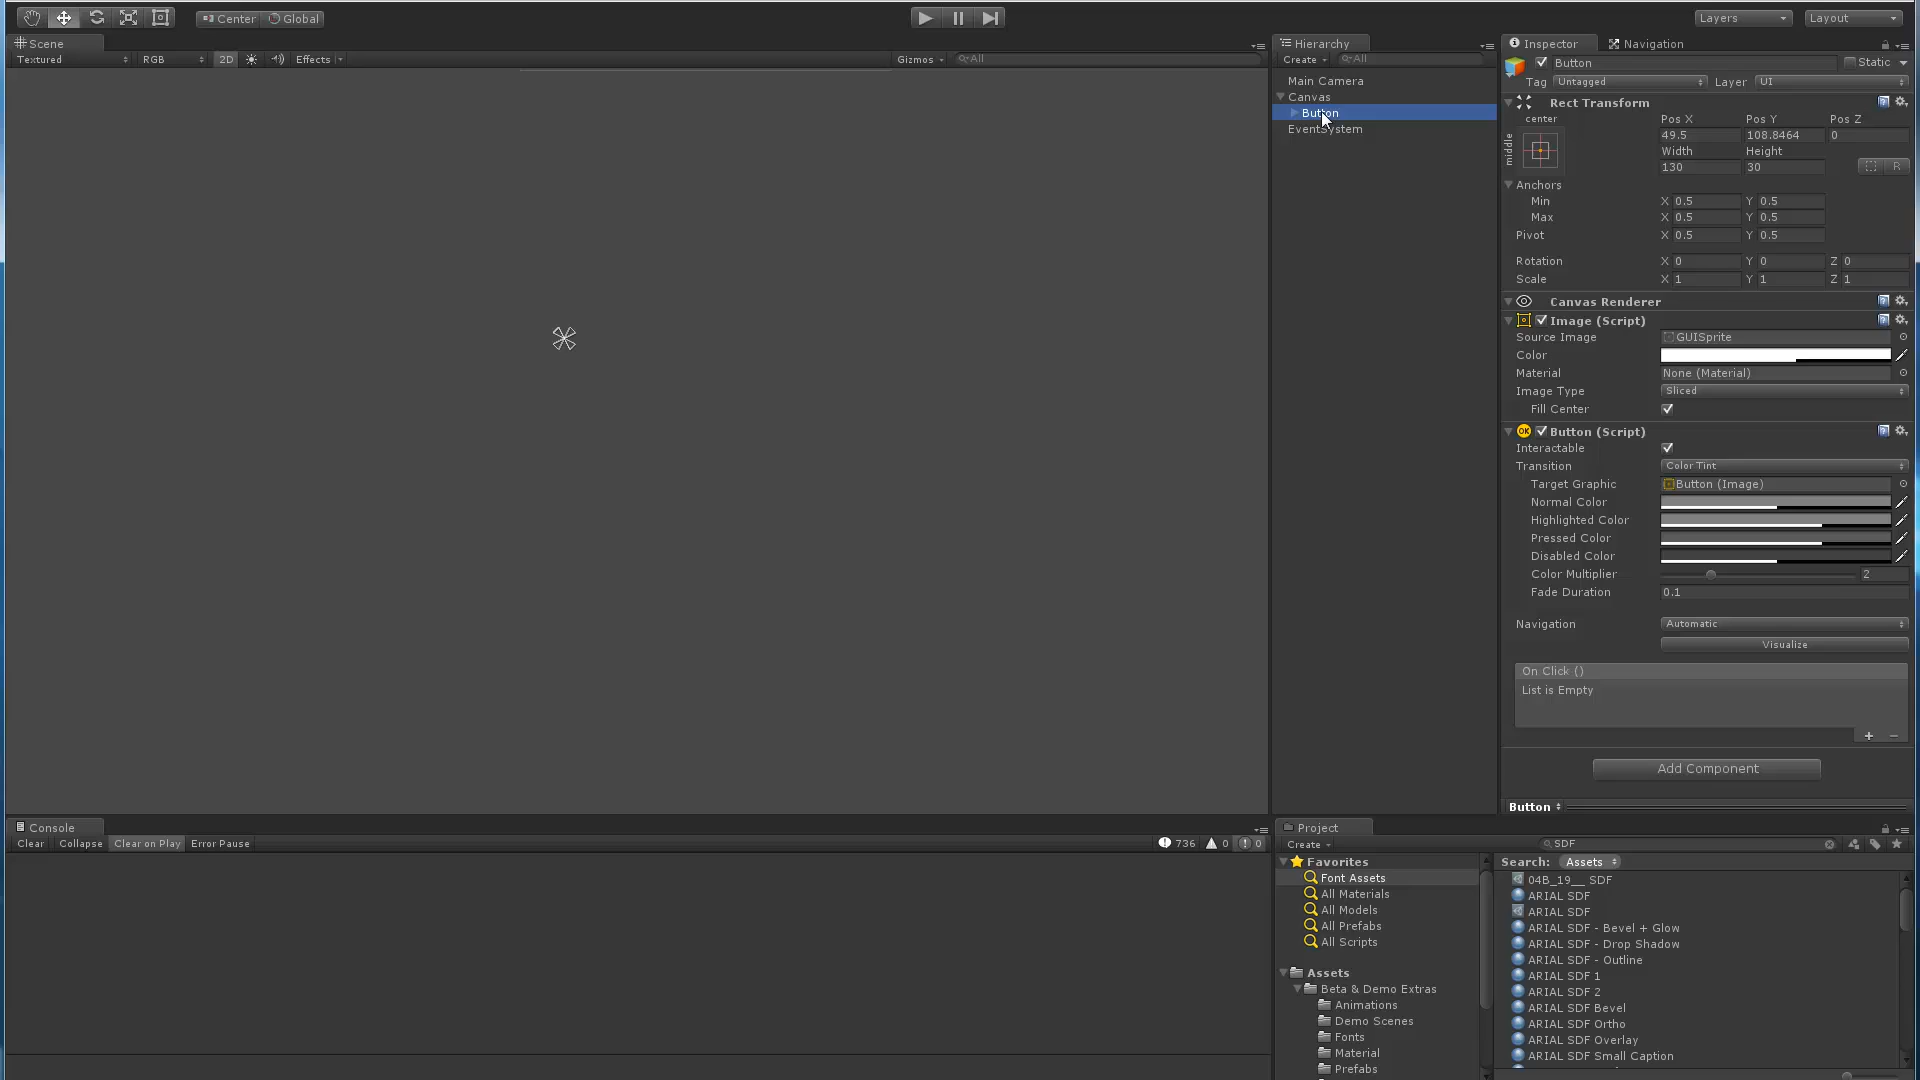 Center Global Layers Layout
Scene Hierarchy Inspector Navigation
Textured RGB 2D Effects Gizmos All
Create All
Main Camera
Canvas
Button
EventSystem
Button Static
Tag Untagged Layer UI
Rect Transform
center Pos X Pos Y Pos Z
middle 49.5 108.8464 0
Width Height
130 30 R
Anchors
Min X 0.5 Y 0.5
Max X 0.5 Y 0.5
Pivot X 0.5 Y 0.5
Rotation X 0 Y 0 Z 0
Scale X 1 Y 1 Z 1
Canvas Renderer
Image (Script)
Source Image GUISprite
Color
Material None (Material)
Image Type Sliced
Fill Center
OK Button (Script)
Interactable
Transition Color Tint
Target Graphic Button (Image)
Normal Color
Highlighted Color
Pressed Color
Disabled Color
Color Multiplier 2
Fade Duration 0.1
Navigation Automatic
Visualize
On Click ()
List is Empty
+ −
Add Component
Button
Console
Clear Collapse Clear on Play Error Pause 736 0 0
Project
Create SDF
Favorites
Font Assets
All Materials
All Models
All Prefabs
All Scripts
Assets
Beta & Demo Extras
Animations
Demo Scenes
Fonts
Material
Prefabs
Search: Assets
04B_19__ SDF
ARIAL SDF
ARIAL SDF
ARIAL SDF - Bevel + Glow
ARIAL SDF - Drop Shadow
ARIAL SDF - Outline
ARIAL SDF 1
ARIAL SDF 2
ARIAL SDF Bevel
ARIAL SDF Ortho
ARIAL SDF Overlay
ARIAL SDF Small Caption